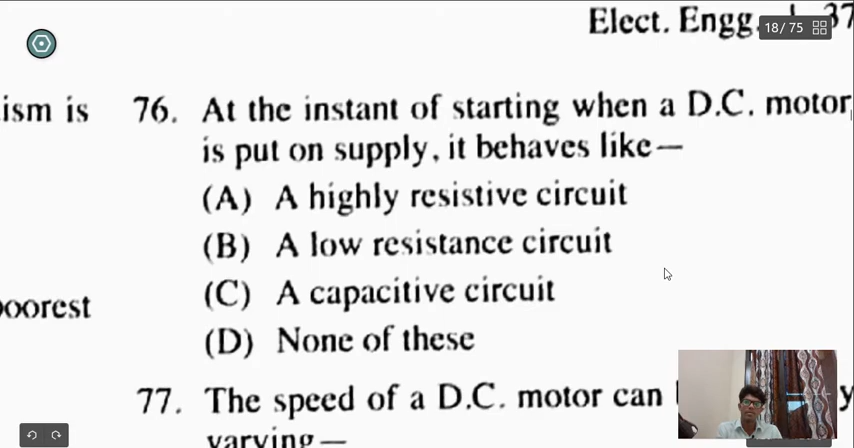 Elect. Engg.
18 / 75
37
ism is
76. At the instant of starting when a D.C. motor
is put on supply, it behaves like—
(A) A highly resistive circuit
(B) A low resistance circuit
(C) A capacitive circuit
(D) None of these
oorest
77. The speed of a D.C. motor can
y
varying—